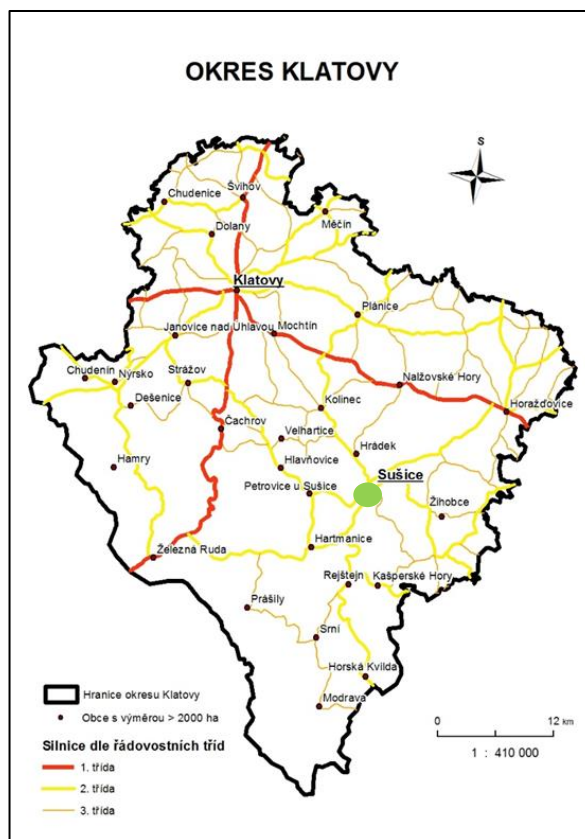 OKRES KLATOVY
S
Chudenice
Švihov
Měčín
Dolany
Klatovy
Plánice
Janovice nad Úhlavou
Mochtín
Chudenín
Nýrsko
Strážov
Nalžovské Hory
Dešenice
Kolinec
Horažďovice
Čachrov
Velhartice
Hrádek
Hamry
Hlavňovice
Sušice
Petrovice u Sušice
Žihobce
Hartmanice
Železná Ruda
Rejštejn
Kašperské Hory
Prášily
Srní
Horská Kvilda
Modrava
Hranice okresu Klatovy
Obce s výměrou > 2000 ha
Silnice dle řádovostních tříd
1. třída
2. třída
3. třída
0 12 km
1 : 410 000